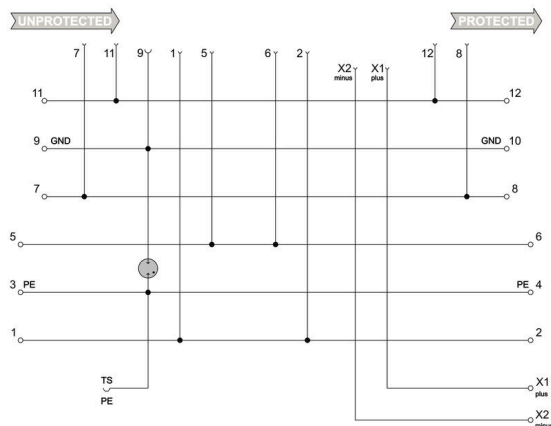 UNPROTECTED PROTECTED
7 11 9 1 5 6 2 12 8
X2 X1
minus plus
11 12
9 GND GND 10
7 8
5 6
3 PE PE 4
1 2
TS X1
plus
PE
X2
minus